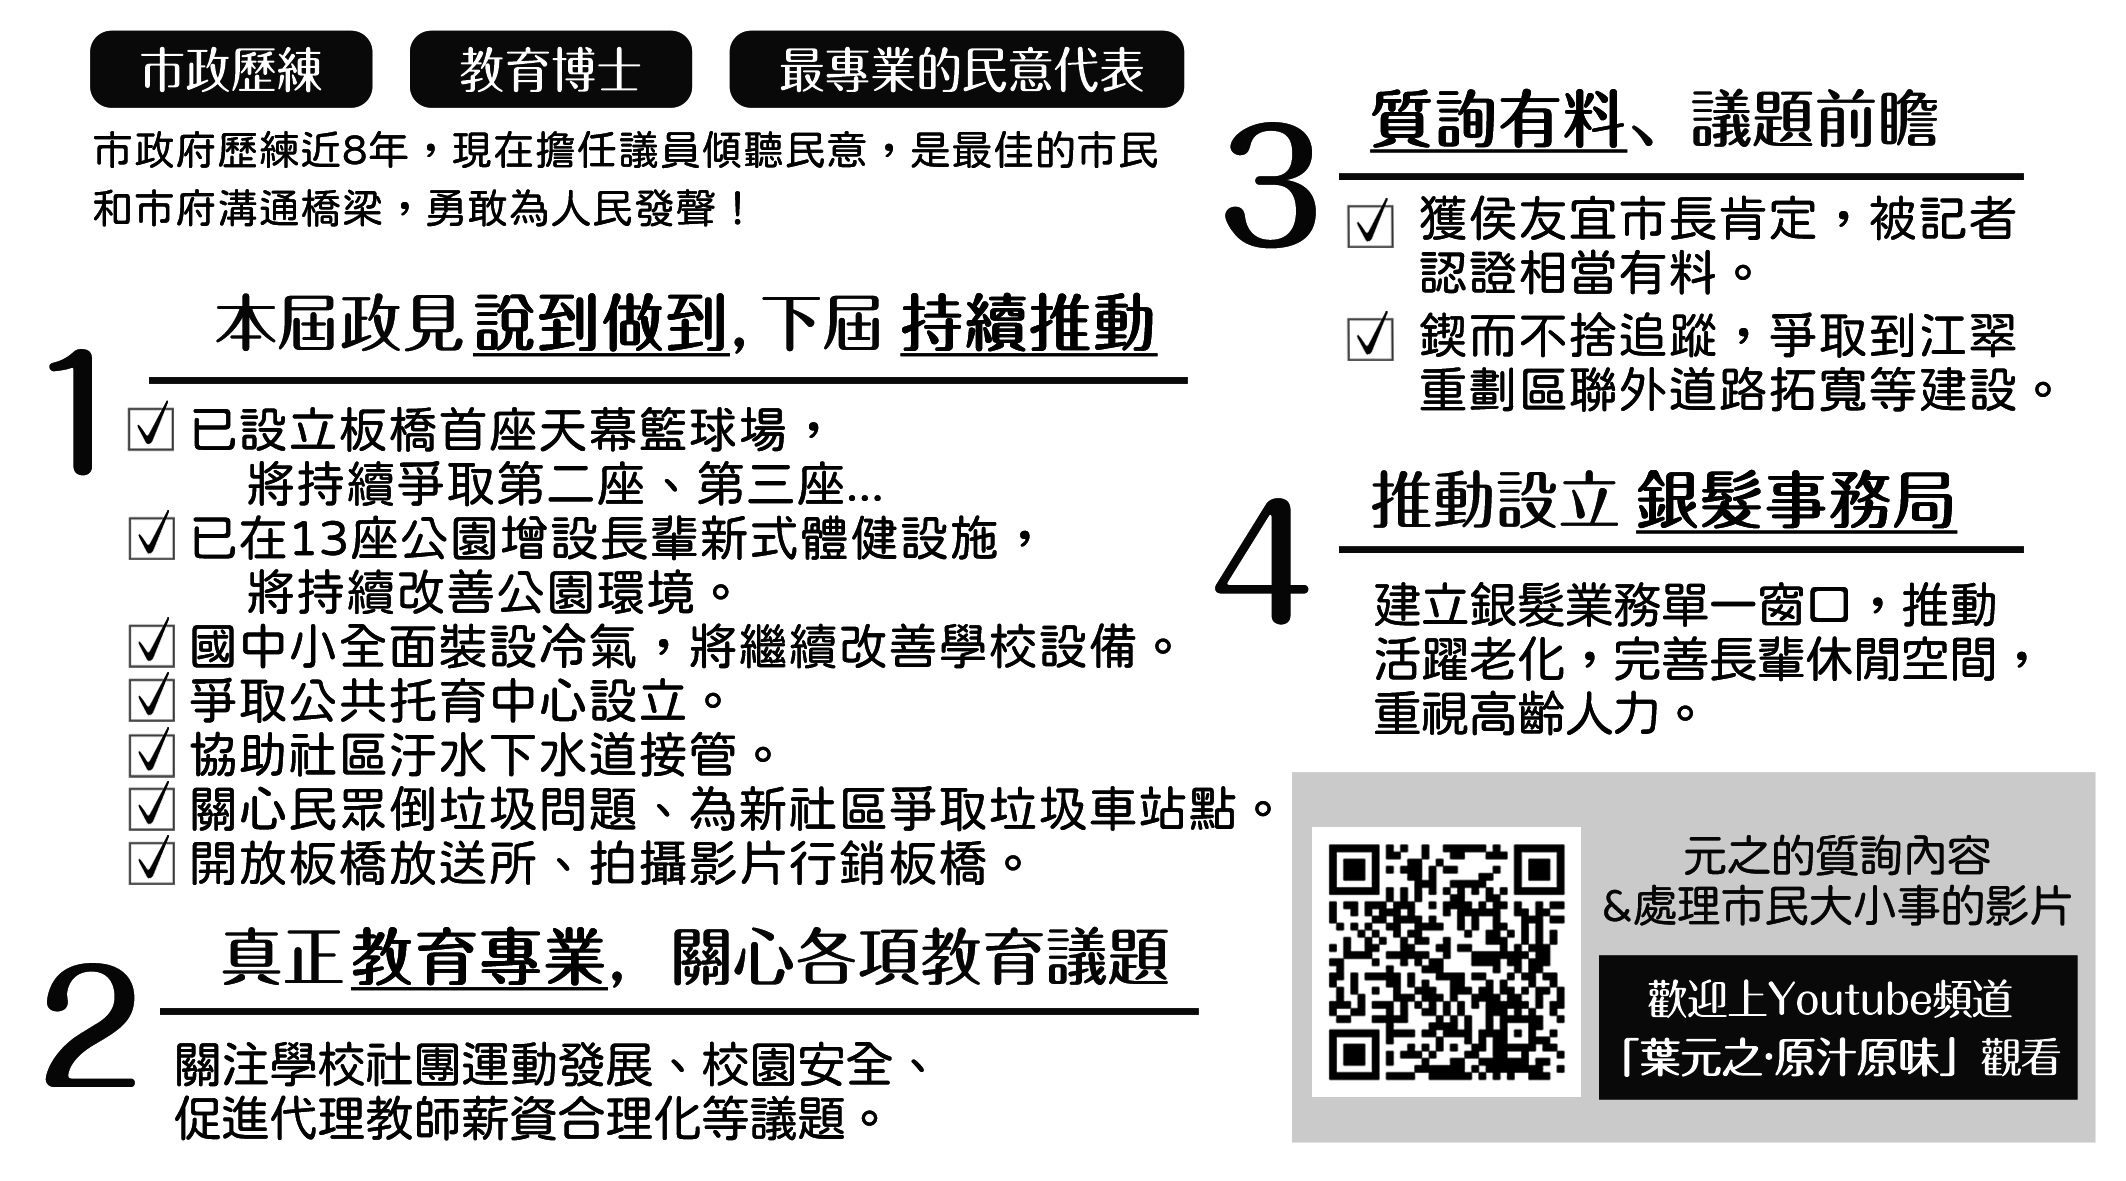 市政歷練
教育博士
最專業的民意代表
市政府歷練近8年，現在擔任議員傾聽民意，是最佳的市民
和市府溝通橋梁，勇敢為人民發聲！
1
本屆政見說到做到,下屆 持續推動
已設立板橋首座天幕籃球場，
將持續爭取第二座、第三座...
已在13座公園增設長輩新式體健設施，
將持續改善公園環境。
國中小全面裝設冷氣，將繼續改善學校設備。
爭取公共托育中心設立。
協助社區汙水下水道接管。
關心民眾倒垃圾問題、為新社區爭取垃圾車站點。
開放板橋放送所、拍攝影片行銷板橋。
2
真正教育專業, 關心各項教育議題
關注學校社團運動發展、校園安全、
促進代理教師薪資合理化等議題。
3
質詢有料、議題前瞻
獲侯友宜市長肯定，被記者
認證相當有料。
鍥而不捨追蹤，爭取到江翠
重劃區聯外道路拓寬等建設。
4
推動設立 銀髮事務局
建立銀髮業務單一窗口，推動
活躍老化，完善長輩休閒空間，
重視高齡人力。
元之的質詢內容
&處理市民大小事的影片
歡迎上Youtube頻道
「葉元之·原汁原味」觀看